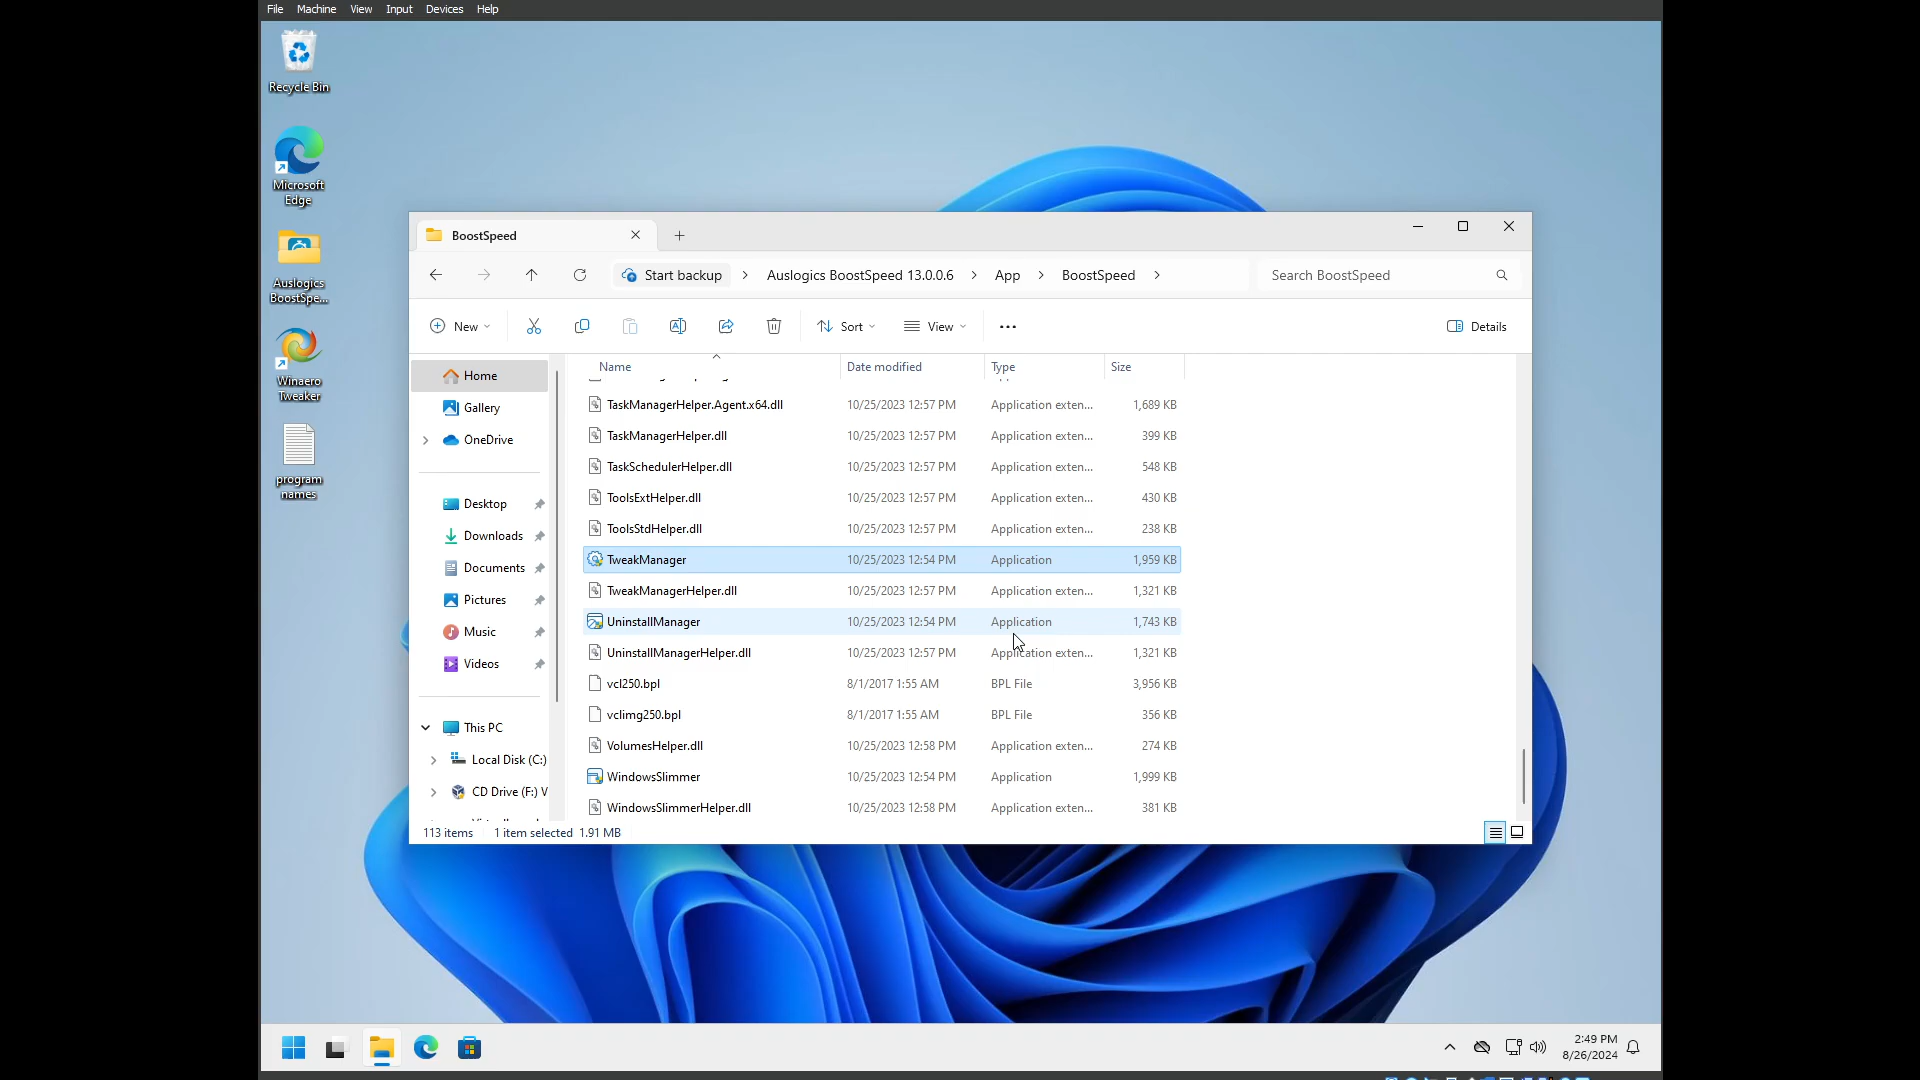 File Machine View Input Devices Help
Recycle Bin
Microsoft
Edge
Auslogics
BoostSpe...
Winaero
Tweaker
program
names
BoostSpeed
Start backup Auslogics BoostSpeed 13.0.0.6 App BoostSpeed
Search BoostSpeed
New Sort View Details
Home
Gallery
OneDrive
Desktop
Downloads
Documents
Pictures
Music
Videos
This PC
Local Disk (C:)
CD Drive (F:) V
Name Date modified Type Size
TaskManagerHelper.Agent.x64.dll 10/25/2023 12:57 PM Application exten... 1,689 KB
TaskManagerHelper.dll 10/25/2023 12:57 PM Application exten... 399 KB
TaskSchedulerHelper.dll 10/25/2023 12:57 PM Application exten... 548 KB
ToolsExtHelper.dll 10/25/2023 12:57 PM Application exten... 430 KB
ToolsStdHelper.dll 10/25/2023 12:57 PM Application exten... 238 KB
TweakManager 10/25/2023 12:54 PM Application 1,959 KB
TweakManagerHelper.dll 10/25/2023 12:57 PM Application exten... 1,321 KB
UninstallManager 10/25/2023 12:54 PM Application 1,743 KB
UninstallManagerHelper.dll 10/25/2023 12:57 PM Application exten... 1,321 KB
vcl250.bpl 8/1/2017 1:55 AM BPL File 3,956 KB
vclimg250.bpl 8/1/2017 1:55 AM BPL File 356 KB
VolumesHelper.dll 10/25/2023 12:58 PM Application exten... 274 KB
WindowsSlimmer 10/25/2023 12:54 PM Application 1,999 KB
WindowsSlimmerHelper.dll 10/25/2023 12:58 PM Application exten... 381 KB
113 items 1 item selected 1.91 MB
2:49 PM
8/26/2024